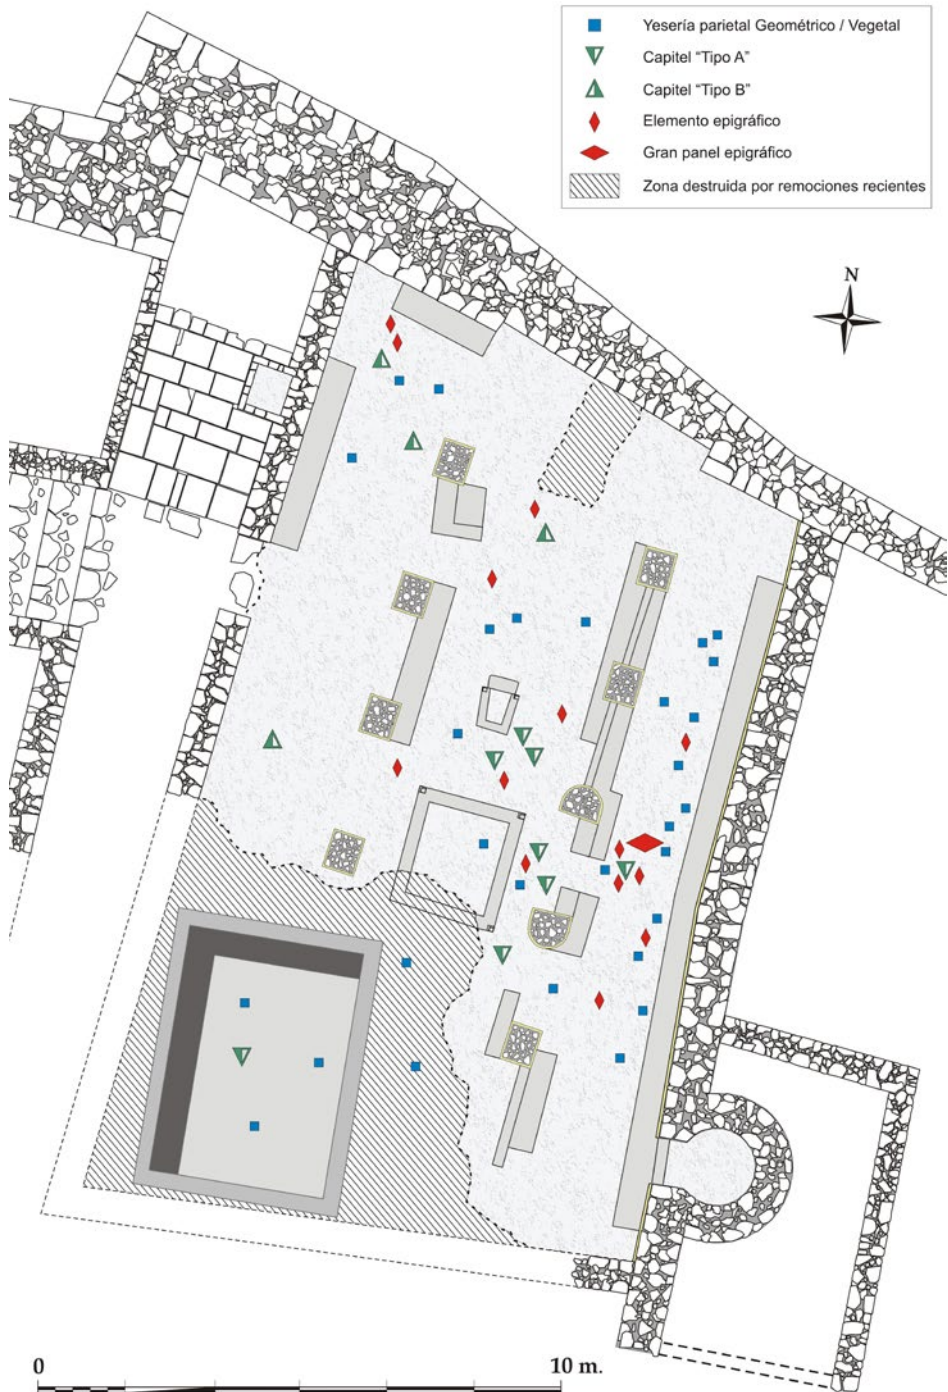 Yesería parietal Geométrico / Vegetal
Capitel “Tipo A”
Capitel “Tipo B”
Elemento epigráfico
Gran panel epigráfico
Zona destruida por remociones recientes
N
0 10 m.